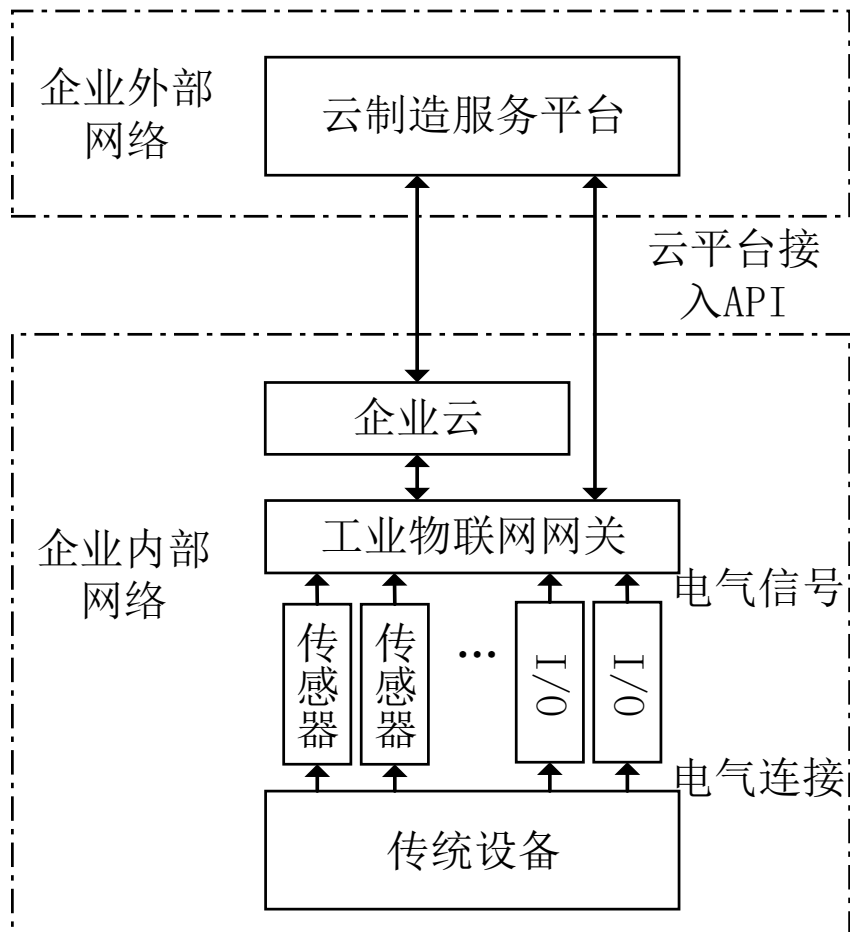 企业外部
网络
云制造服务平台
云平台接
入API
企业云
企业内部
网络
工业物联网网关
电气信号
传感器
传感器
...
I/O
I/O
电气连接
传统设备